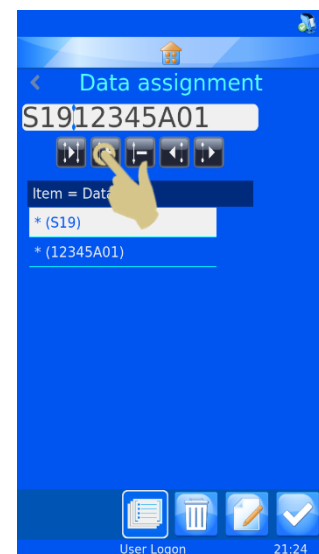 Data assignment
S1912345A01
Item = Data
* (S19)
* (12345A01)
User Logon
21:24